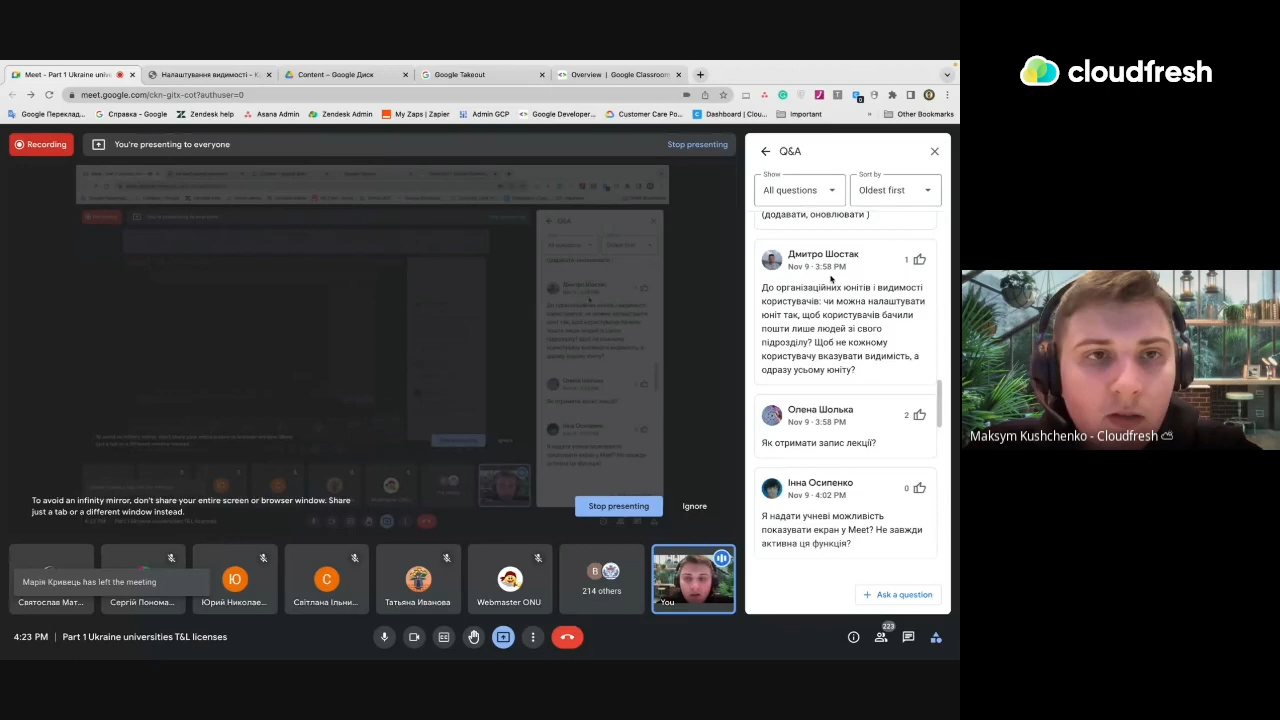 cloudfresh
Meet - Part 1 Ukraine unive
Налаштування видимості - К
Content – Google Диск
Google Takeout
Overview | Google Classroom
meet.google.com/ckn-gitx-cot?authuser=0
Google Переклад...
Справка – Google
Zendesk help
Asana Admin
Zendesk Admin
My Zaps | Zapier
Admin GCP
Google Developer...
Customer Care Po...
Dashboard | Clou...
Important
»
Other Bookmarks
Recording
You're presenting to everyone
Stop presenting
Q&A
Show
All questions
Sort by
Oldest first
(додавати, оновлювати )
Дмитро Шостак
Nov 9 · 3:58 PM
1
До організаційних юнітів і видимості
користувачів: чи можна налаштувати
юніт так, щоб користувачів бачили
пошти лише людей зі свого
підрозділу? Щоб не кожному
користувачу вказувати видимість, а
одразу усьому юніту?
Олена Шолька
Nov 9 · 3:58 PM
2
Як отримати запис лекції?
Інна Осипенко
Nov 9 · 4:02 PM
0
Я надати учневі можливість
показувати екран у Meet? Не завжди
активна ця функція?
Ask a question
To avoid an infinity mirror, don't share your entire screen or browser window. Share
just a tab or a different window instead.
Stop presenting
Ignore
Марія Кривець has left the meeting
Святослав Мат...
Сергій Понома...
Ю
Юрий Николае...
С
Світлана Ільни...
Татьяна Иванова
Webmaster ONU
В
214 others
You
4:23 PM | Part 1 Ukraine universities T&L licenses
223
Maksym Kushchenko - Cloudfresh